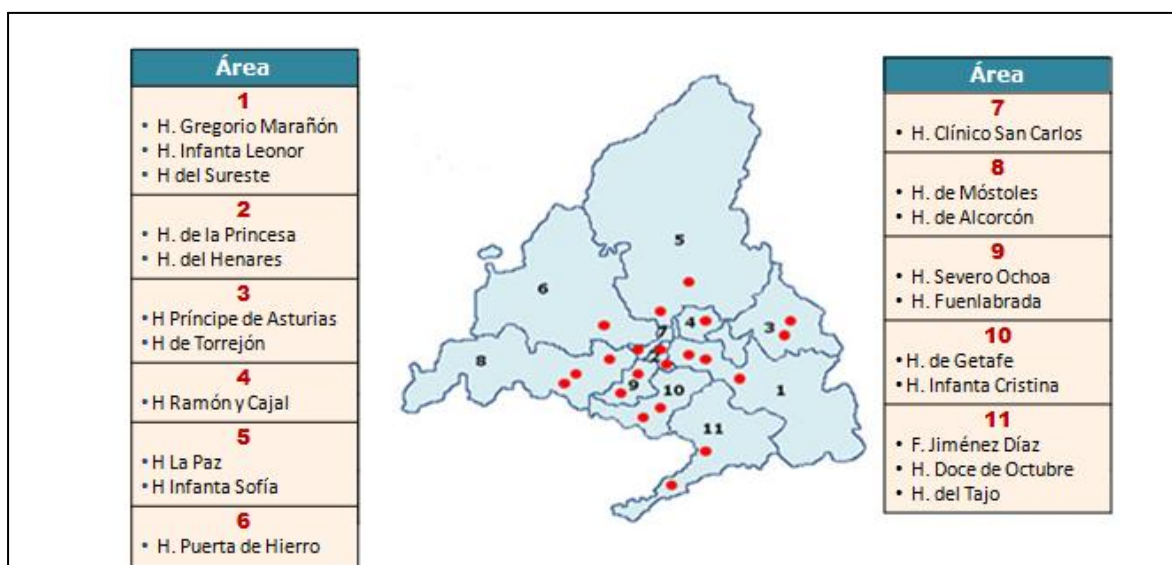 Área
1
• H. Gregorio Marañón
• H. Infanta Leonor
• H del Sureste
2
• H. de la Princesa
• H. del Henares
3
• H Príncipe de Asturias
• H de Torrejón
4
• H Ramón y Cajal
5
• H La Paz
• H Infanta Sofía
6
• H. Puerta de Hierro
5
6
4
3
7
2
8
9
10
1
11
Área
7
• H. Clínico San Carlos
8
• H. de Móstoles
• H. de Alcorcón
9
• H. Severo Ochoa
• H. Fuenlabrada
10
• H. de Getafe
• H. Infanta Cristina
11
• F. Jiménez Díaz
• H. Doce de Octubre
• H. del Tajo